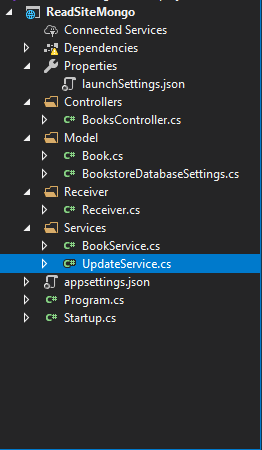 ReadSiteMongo
Connected Services
Dependencies
Properties
launchSettings.json
Controllers
C# BooksController.cs
Model
C# Book.cs
C# BookstoreDatabaseSettings.cs
Receiver
C# Receiver.cs
Services
C# BookService.cs
C# UpdateService.cs
appsettings.json
C# Program.cs
C# Startup.cs